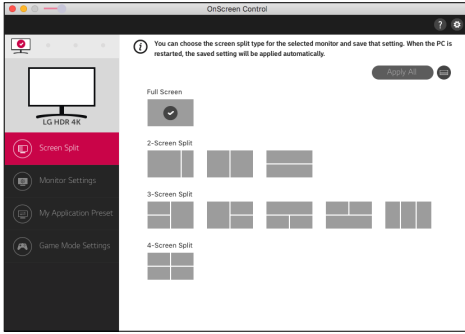 OnScreen Control
?
i
You can choose the screen split type for the selected monitor and save that setting. When the PC is
restarted, the saved setting will be applied automatically.
Apply All
LG HDR 4K
Screen Split
Monitor Settings
My Application Preset
Game Mode Settings
Full Screen
2-Screen Split
3-Screen Split
4-Screen Split